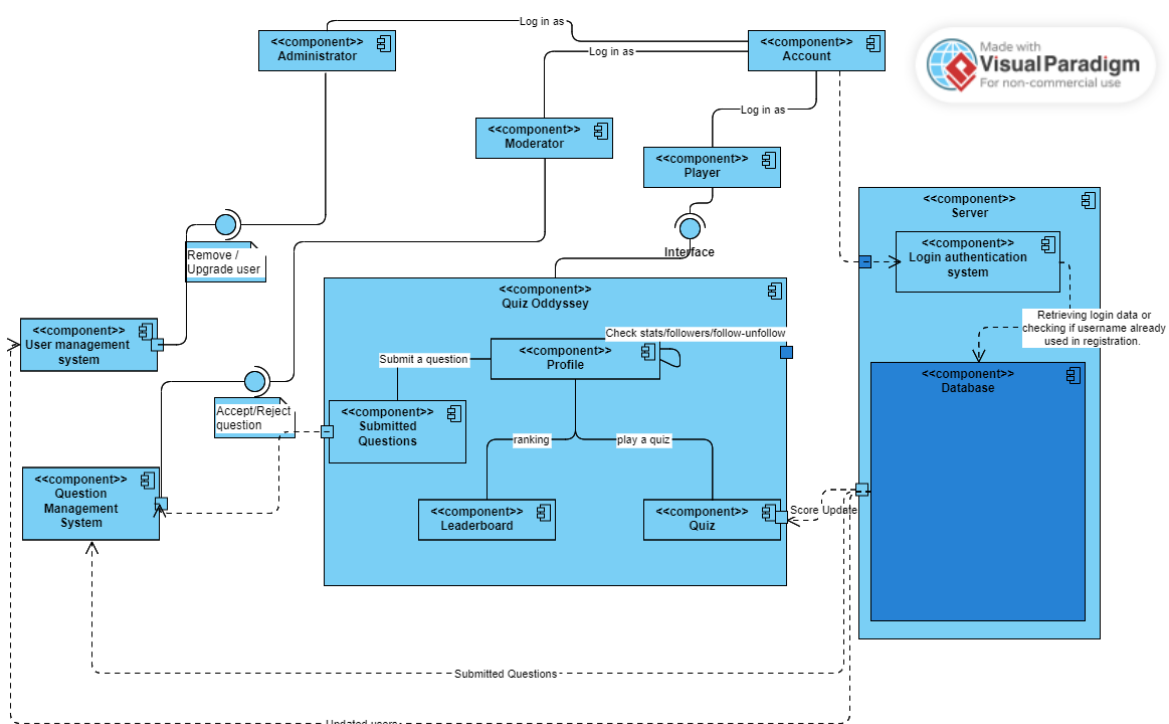 Log in as
<<component>>
Administrator
<<component>>
Account
Made with
Visual Paradigm
For non-commercial use
Log in as
Log in as
<<component>>
Moderator
<<component>>
Player
<<component>>
Server
<<component>>
Login authentication
system
Remove /
Upgrade user
Interface
<<component>>
Quiz Oddyssey
Retrieving login data or
checking if username already
used in registration.
<<component>>
User management
system
Check stats/followers/follow-unfollow
<<component>>
Profile
Submit a question
<<component>>
Database
Accept/Reject
question
<<component>>
Submitted
Questions
ranking
play a quiz
<<component>>
Question
Management
System
<<component>>
Leaderboard
<<component>>
Quiz
Score Update
Submitted Questions
Updated users